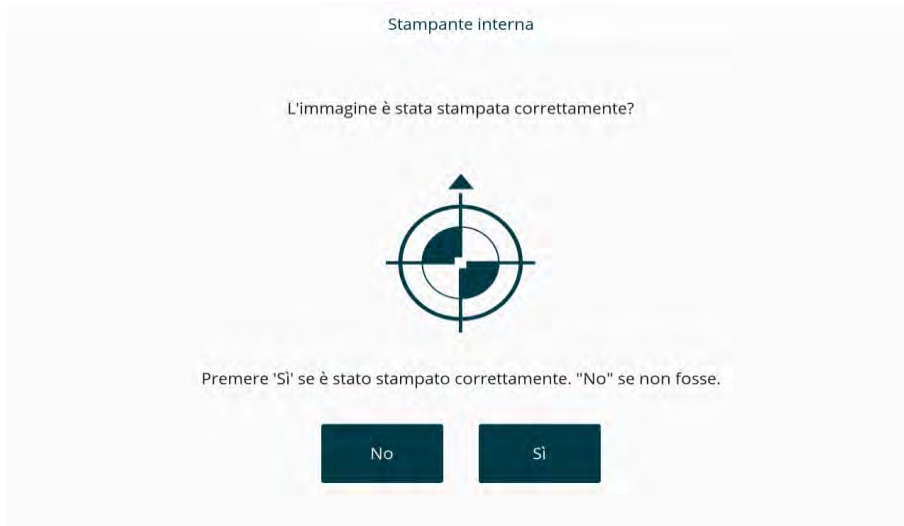 Stampante interna
L'immagine è stata stampata correttamente?
Premere 'Sì' se è stato stampato correttamente. "No" se non fosse.
No
Sì